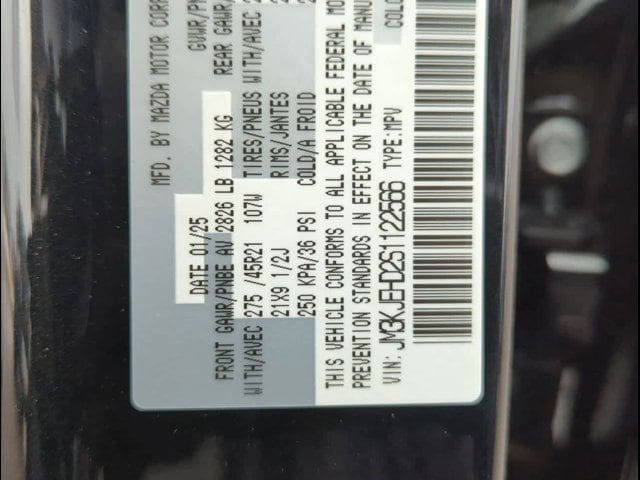 MFD. BY MAZDA MOTOR CORP
DATE 01/25 GVWR/PN
FRONT GAWR/PNBE AV 2826 LB 1282 KG REAR GAWR/
WITH/AVEC 275 /45R21 107W TIRES/PNEUS WITH/AVEC
21X9 1/2J RIMS/JANTES
250 KPA/36 PSI COLD/A FROID
THIS VEHICLE CONFORMS TO ALL APPLICABLE FEDERAL MO
PREVENTION STANDARDS IN EFFECT ON THE DATE OF MANU
VIN: JM3KJEHD2S1122566 TYPE: MPV COLO